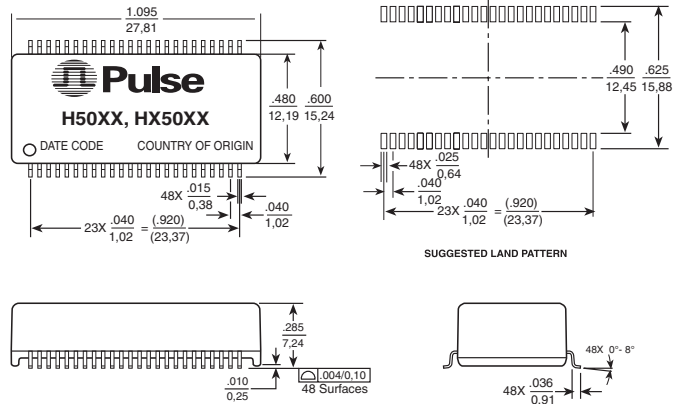 1.095
27,81
Pulse
H50XX, HX50XX
DATE CODE COUNTRY OF ORIGIN
.480
12,19
.600
15,24
48X .015
0,38
.040
1,02
23X .040 = (.920)
1,02 (23,37)
.490
12,45
.625
15,88
48X .025
0,64
.040
1,02
23X .040 = (.920)
1,02 (23,37)
SUGGESTED LAND PATTERN
.285
7,24
.010
0,25
.004/0,10
48 Surfaces
48X 0°- 8°
48X .036
0,91